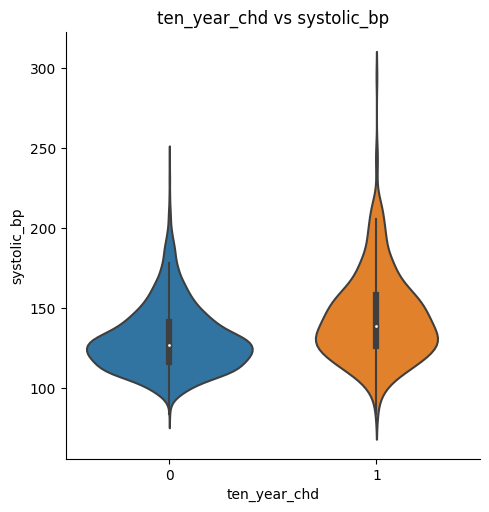 ten_year_chd vs systolic_bp
300
250
200
150
100
systolic_bp
0
1
ten_year_chd